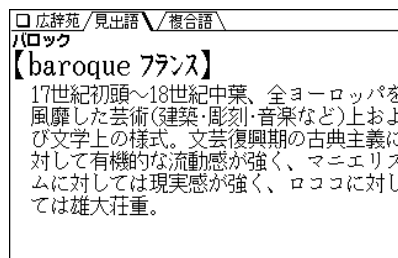 広辞苑 見出語 複合語
バロック
【baroque フランス】
17世紀初頭～18世紀中葉、全ヨーロッパを
風靡した芸術(建築・彫刻・音楽など)上およ
び文学上の様式。文芸復興期の古典主義に
対して有機的な流動感が強く、マニエリス
ムに対しては現実感が強く、ロココに対し
ては雄大荘重。